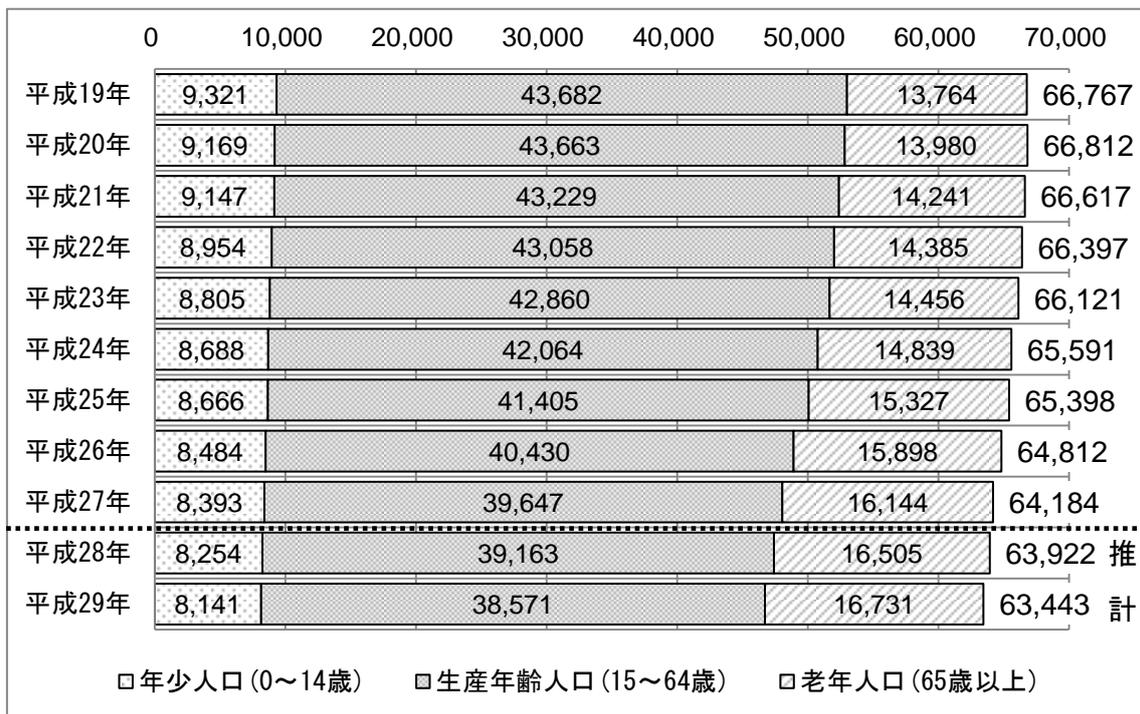 0 10,000 20,000 30,000 40,000 50,000 60,000 70,000
平成19年 9,321 43,682 13,764 66,767
平成20年 9,169 43,663 13,980 66,812
平成21年 9,147 43,229 14,241 66,617
平成22年 8,954 43,058 14,385 66,397
平成23年 8,805 42,860 14,456 66,121
平成24年 8,688 42,064 14,839 65,591
平成25年 8,666 41,405 15,327 65,398
平成26年 8,484 40,430 15,898 64,812
平成27年 8,393 39,647 16,144 64,184
平成28年 8,254 39,163 16,505 63,922 推
平成29年 8,141 38,571 16,731 63,443 計
年少人口(0～14歳) 生産年齢人口(15～64歳) 老年人口(65歳以上)